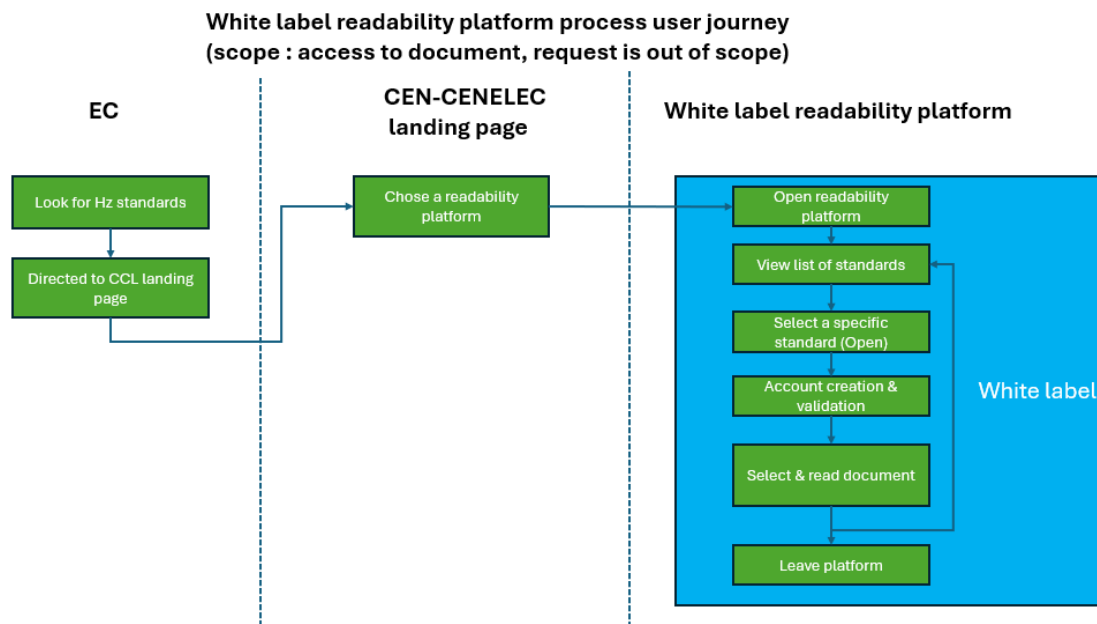 White label readability platform process user journey
(scope : access to document, request is out of scope)
EC
CEN-CENELEC
landing page
White label readability platform
Look for Hz standards
Directed to CCL landing
page
Chose a readability
platform
Open readability
platform
View list of standards
Select a specific
standard (Open)
Account creation &
validation
Select & read document
Leave platform
White label